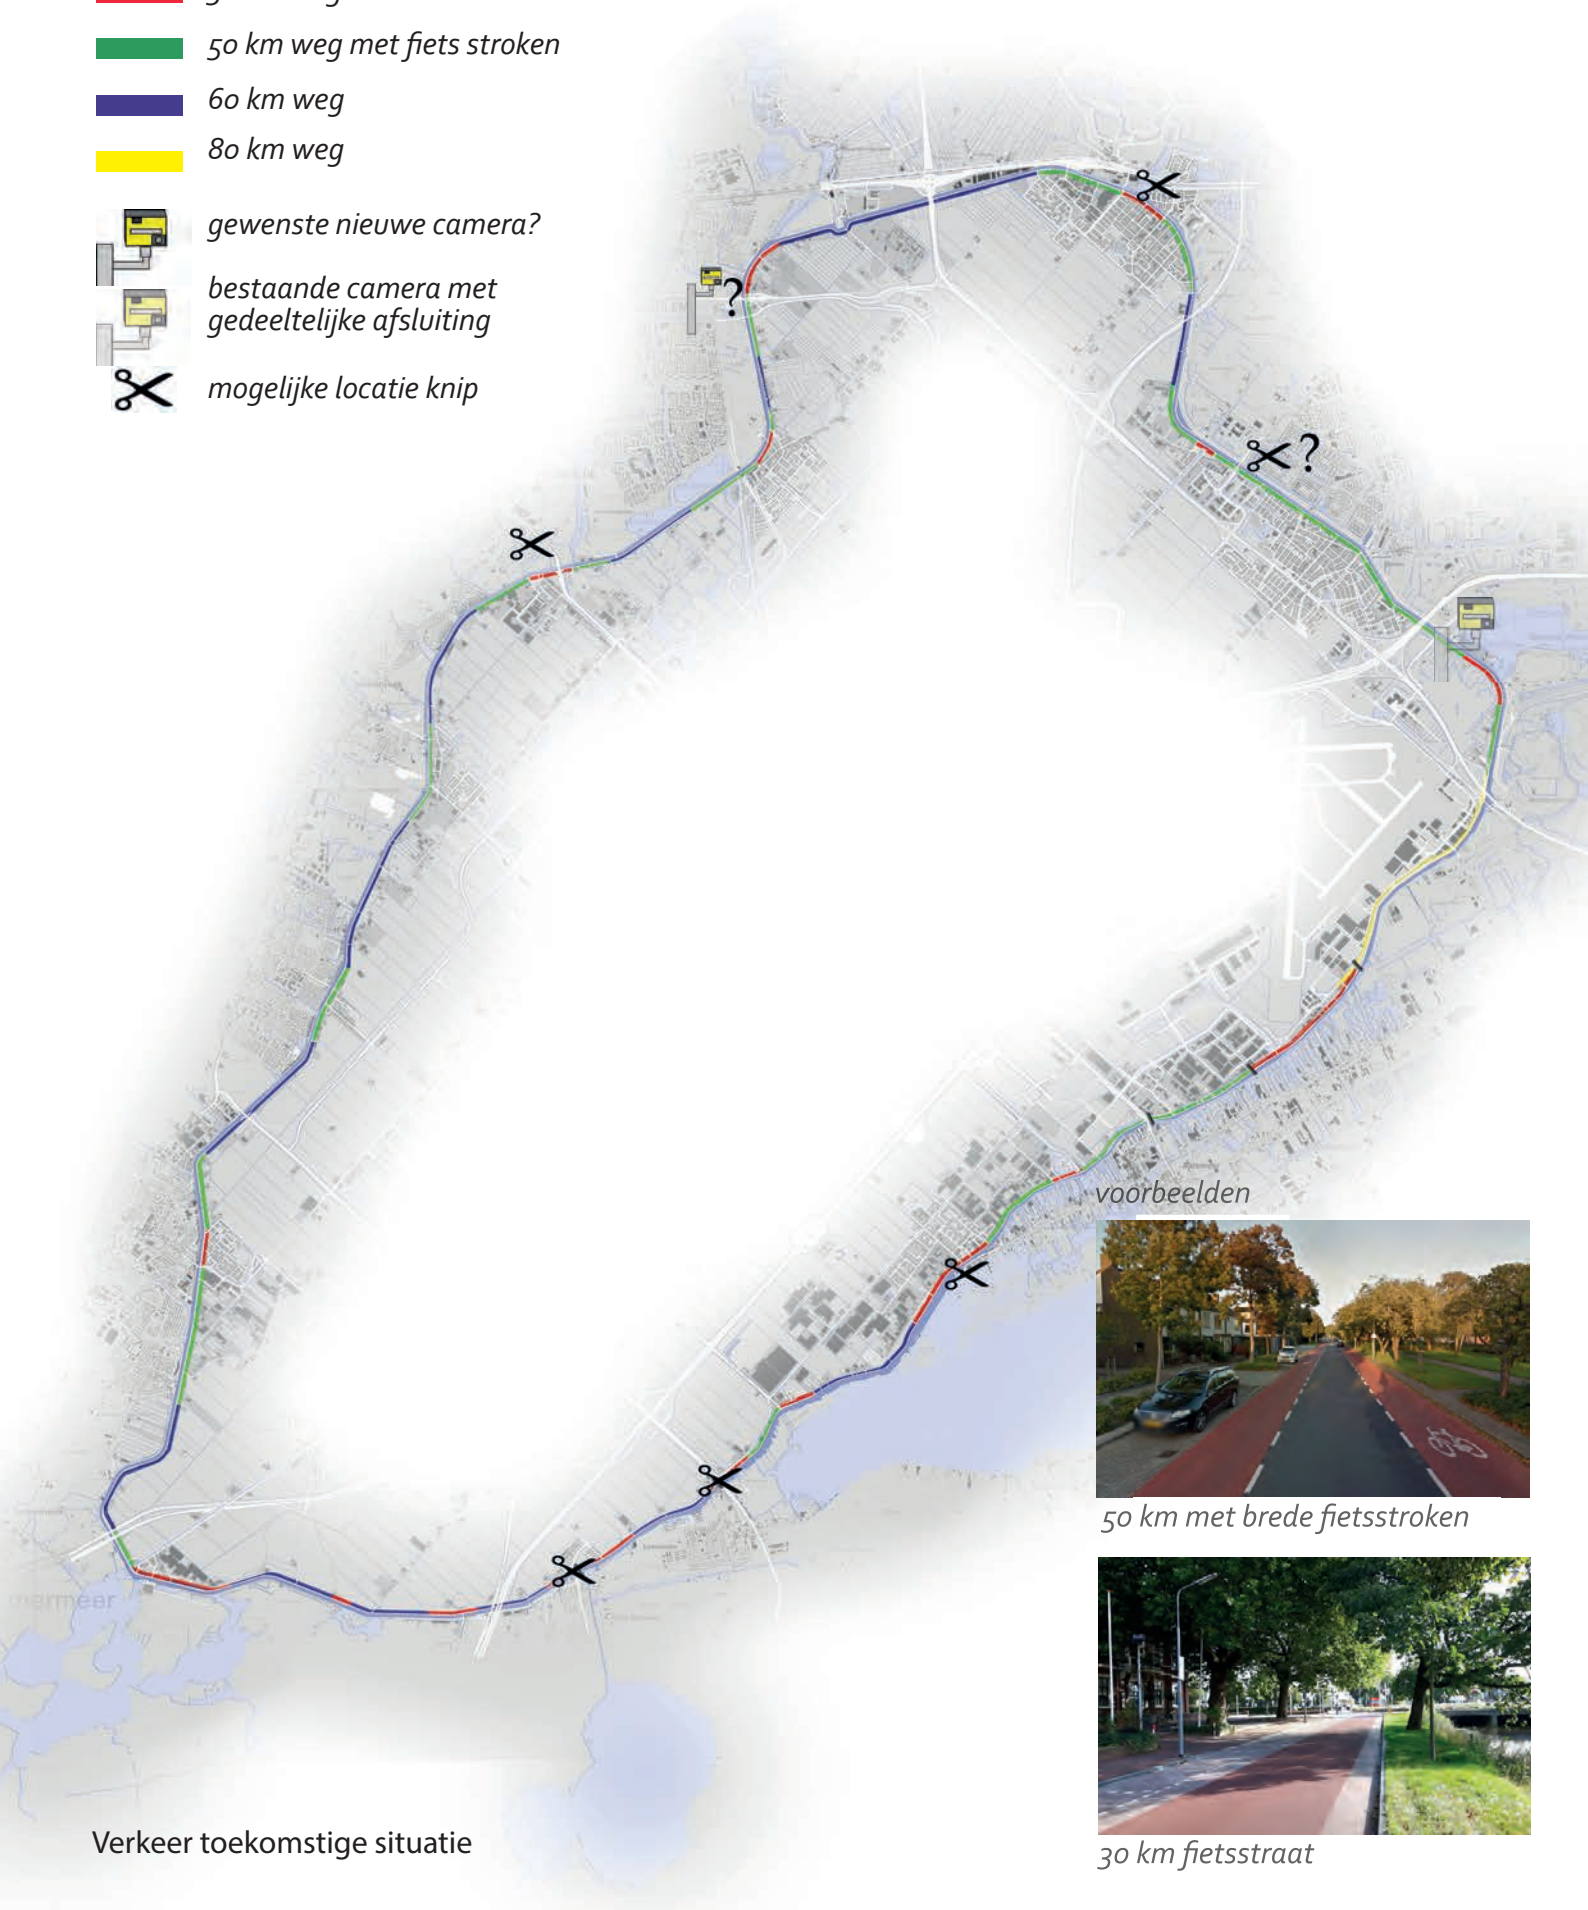 50 km weg met fiets stroken
60 km weg
80 km weg
gewenste nieuwe camera?
bestaande camera met
gedeeltelijke afsluiting
mogelijke locatie knip
?
?
voorbeelden
50 km met brede fietsstroken
30 km fietsstraat
Verkeer toekomstige situatie